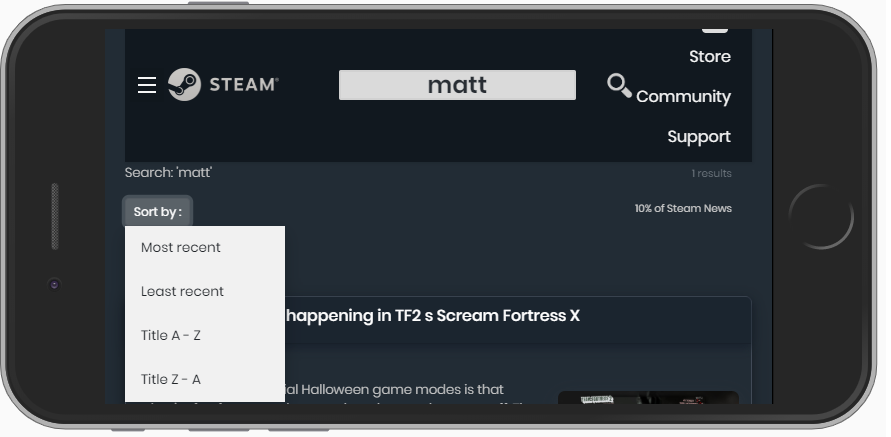 Store
STEAM®
matt
Community
Support
Search: 'matt'
1 results
Sort by :
10% of Steam News
Most recent
Least recent
Title A - Z
Title Z - A
happening in TF2 s Scream Fortress X
ial Halloween game modes is that